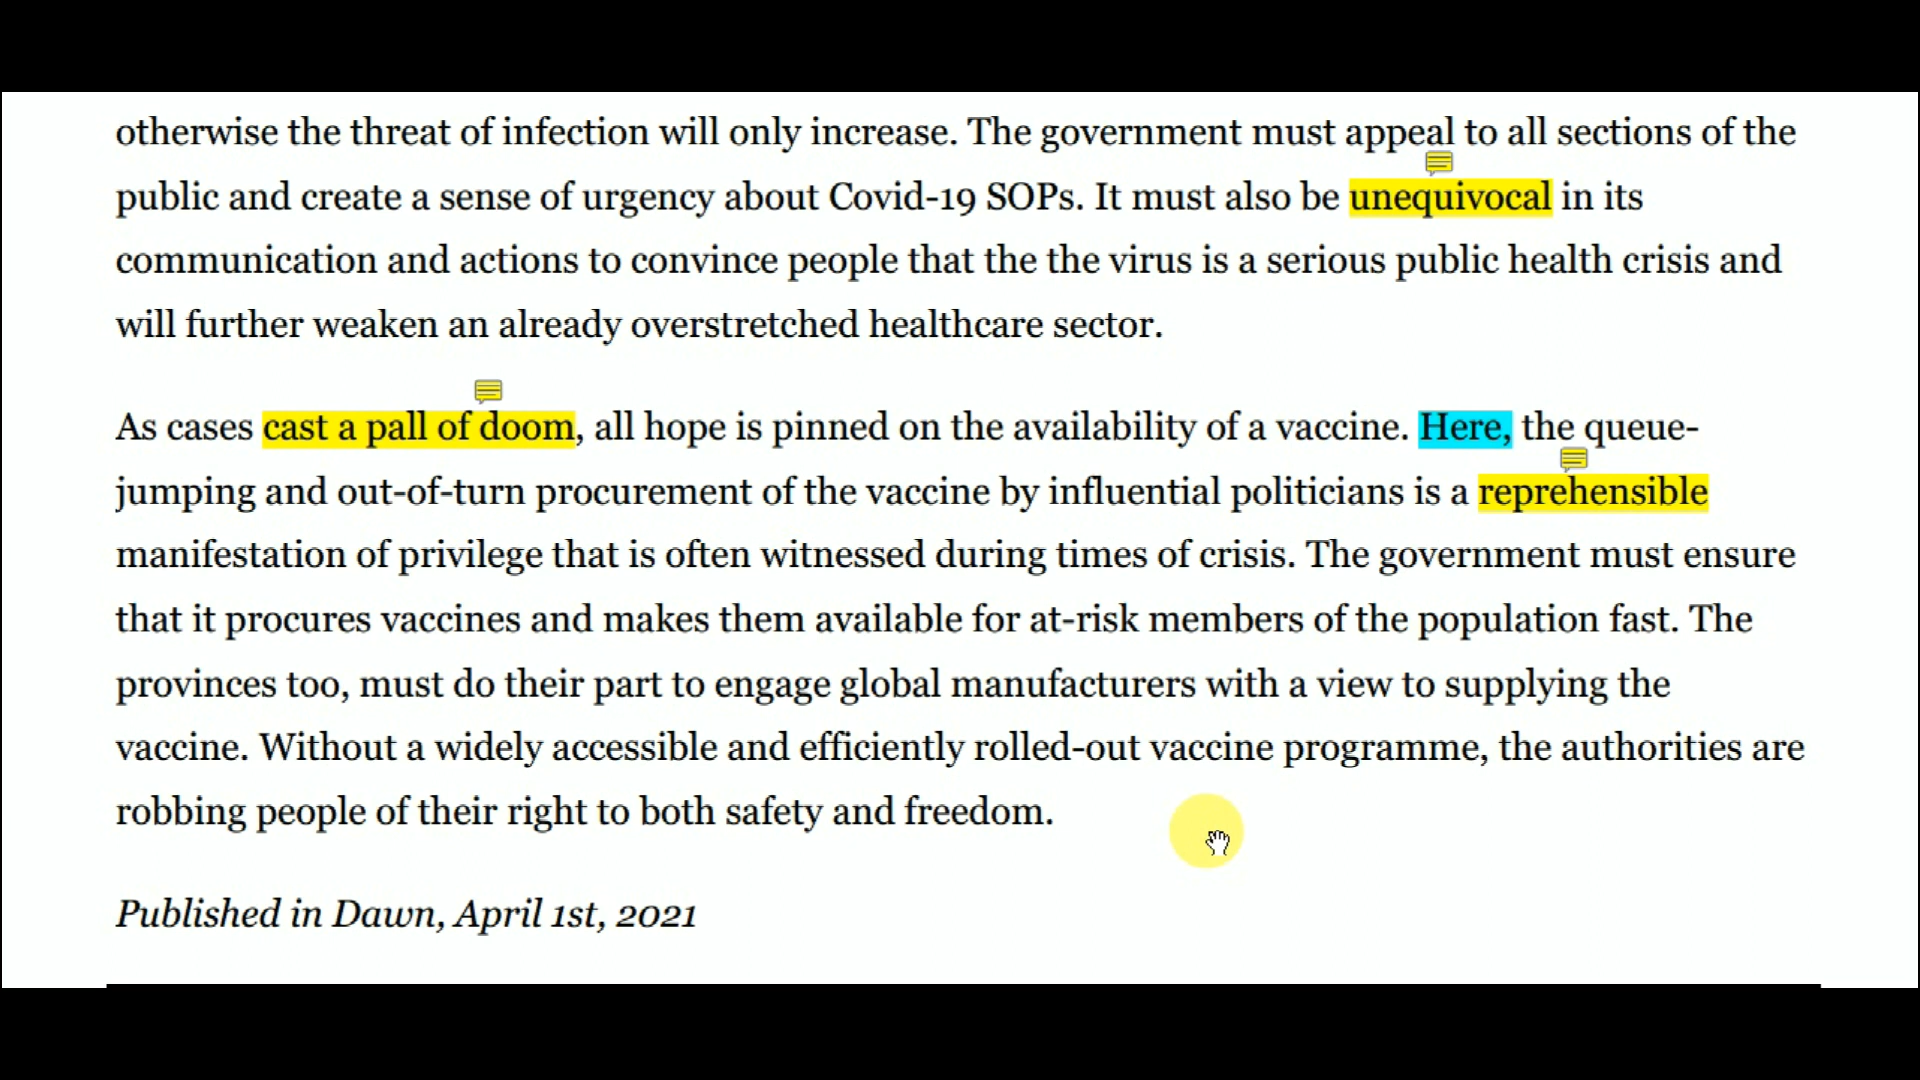 otherwise the threat of infection will only increase. The government must appeal to all sections of the
public and create a sense of urgency about Covid-19 SOPs. It must also be unequivocal in its
communication and actions to convince people that the the virus is a serious public health crisis and
will further weaken an already overstretched healthcare sector.
As cases cast a pall of doom, all hope is pinned on the availability of a vaccine. Here, the queue-
jumping and out-of-turn procurement of the vaccine by influential politicians is a reprehensible
manifestation of privilege that is often witnessed during times of crisis. The government must ensure
that it procures vaccines and makes them available for at-risk members of the population fast. The
provinces too, must do their part to engage global manufacturers with a view to supplying the
vaccine. Without a widely accessible and efficiently rolled-out vaccine programme, the authorities are
robbing people of their right to both safety and freedom.
Published in Dawn, April 1st, 2021